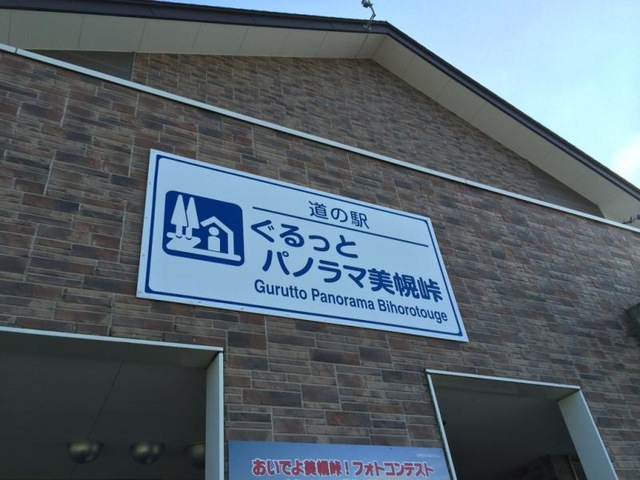 道の駅
ぐるっと
パノラマ美幌峠
Gurutto Panorama Bihorotouge
おいでよ美幌峠！フォトコンテスト